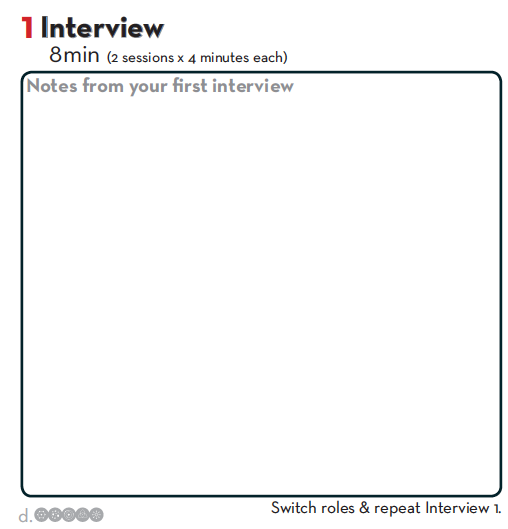 1 Interview
8min (2 sessions x 4 minutes each)
Notes from your first interview
Switch roles & repeat Interview 1.
d.